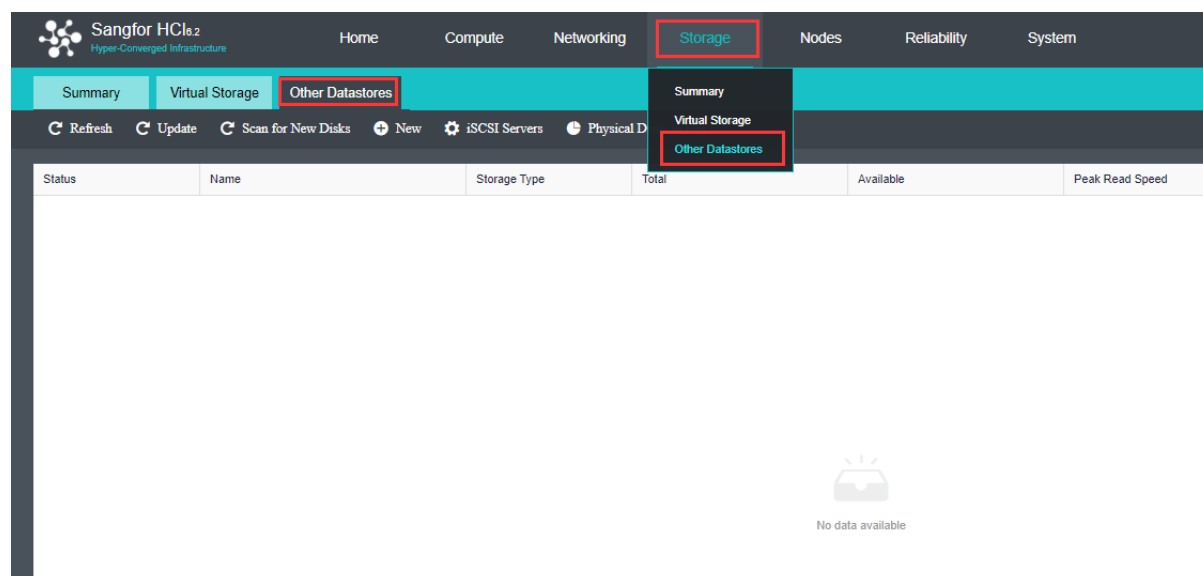 Sangfor HCI6.2
Hyper-Converged Infrastructure
Home Compute Networking Storage Nodes Reliability System
Summary Virtual Storage Other Datastores
Summary
Virtual Storage
Other Datastores
Refresh Update Scan for New Disks New iSCSI Servers Physical D
Status Name Storage Type Total Available Peak Read Speed
No data available